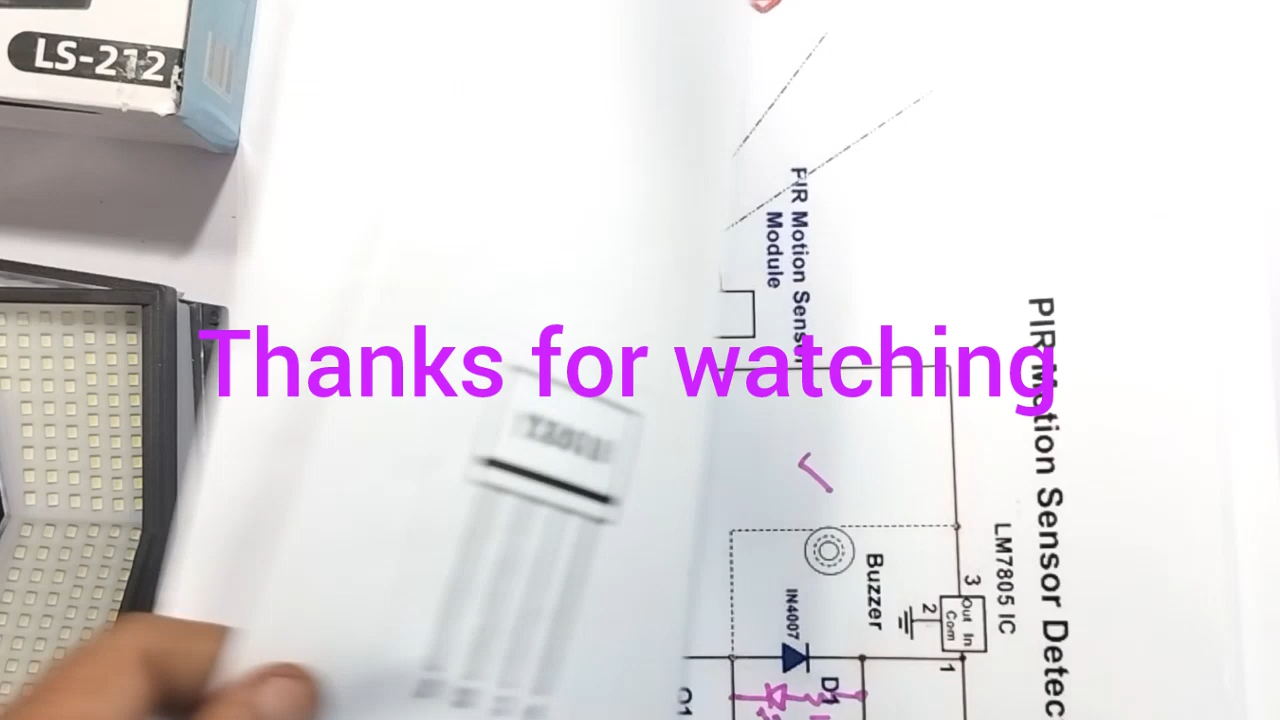 LS-212
Thanks for watching
PIR Motion Sensor
Module
PIR Motion Sensor Detec
LM7805 IC
3
Out In
Com
2
1
Buzzer
IN4007
D1
Q1